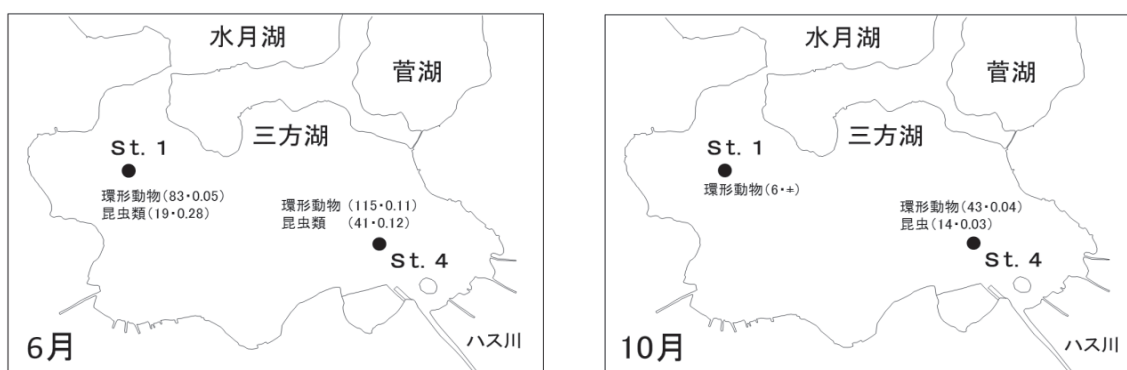 水月湖
菅湖
三方湖
St. 1
環形動物(83・0.05)
昆虫類(19・0.28)
環形動物 (115・0.11)
昆虫類 (41・0.12)
St. 4
ハス川
6月
水月湖
菅湖
三方湖
St. 1
環形動物(6・+)
環形動物(43・0.04)
昆虫(14・0.03)
St. 4
ハス川
10月